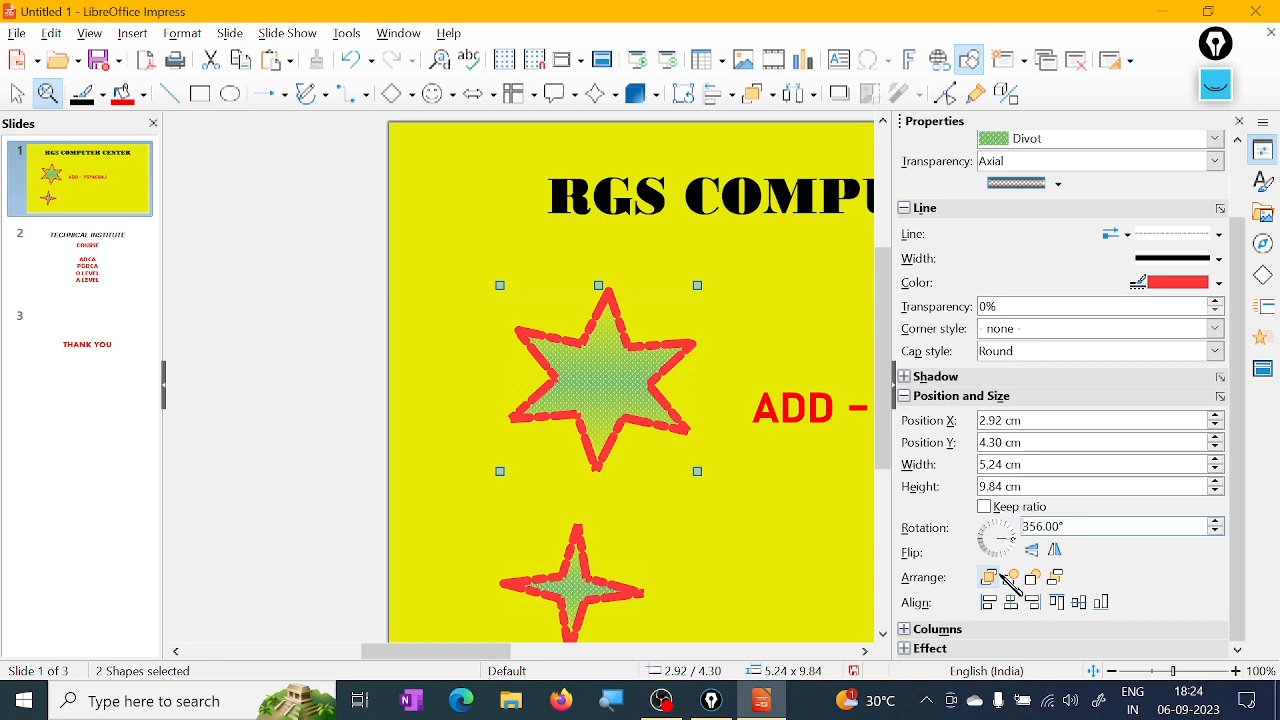 Untitled 1 - LibreOffice Impress
File Edit View Insert Format Slide Slide Show Tools Window Help
Slides
Properties
1
RGS COMPUTER CENTER
ADD - PRYAGRAJ
2
TECHNICAL INSTITUTE
COURSE
ADCA
PGDCA
O LEVEL
A LEVEL
3
THANK YOU
RGS COMPU
ADD -
Divot
Transparency: Axial
Line
Line:
Width:
Color:
Transparency: 0%
Corner style: - none -
Cap style: Round
Shadow
Position and Size
Position X: 2.92 cm
Position Y: 4.30 cm
Width: 5.24 cm
Height: 9.84 cm
Keep ratio
Rotation: 356.00°
Flip:
Arrange:
Align:
Columns
Effect
Slide 1 of 3 2 Shapes selected Default 2.92 / 4.30 5.24 x 9.84 English (India) 100%
Type here to search 1 30°C ENG IN 18:24 06-09-2023